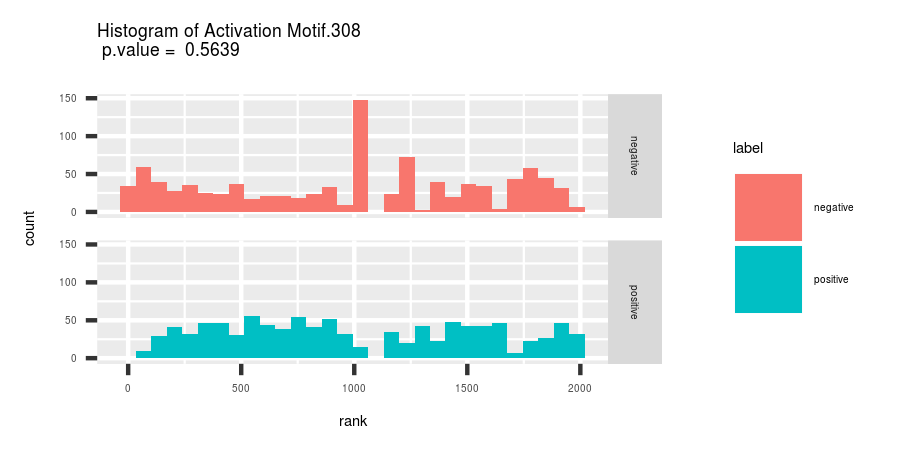 Histogram of Activation Motif.308
p.value = 0.5639
150
100
50
0
negative
150
100
50
0
positive
0 500 1000 1500 2000
rank
count
label
negative
positive